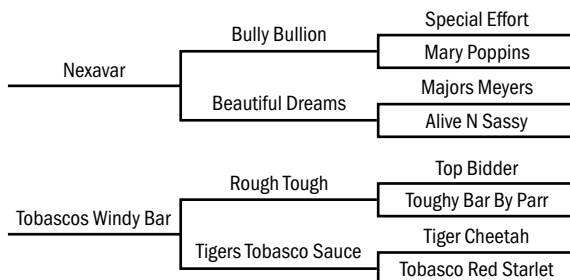 Special Effort
Bully Bullion
Mary Poppins
Nexavar
Majors Meyers
Beautiful Dreams
Alive N Sassy
Top Bidder
Rough Tough
Toughy Bar By Parr
Tobascos Windy Bar
Tiger Cheetah
Tigers Tobasco Sauce
Tobasco Red Starlet